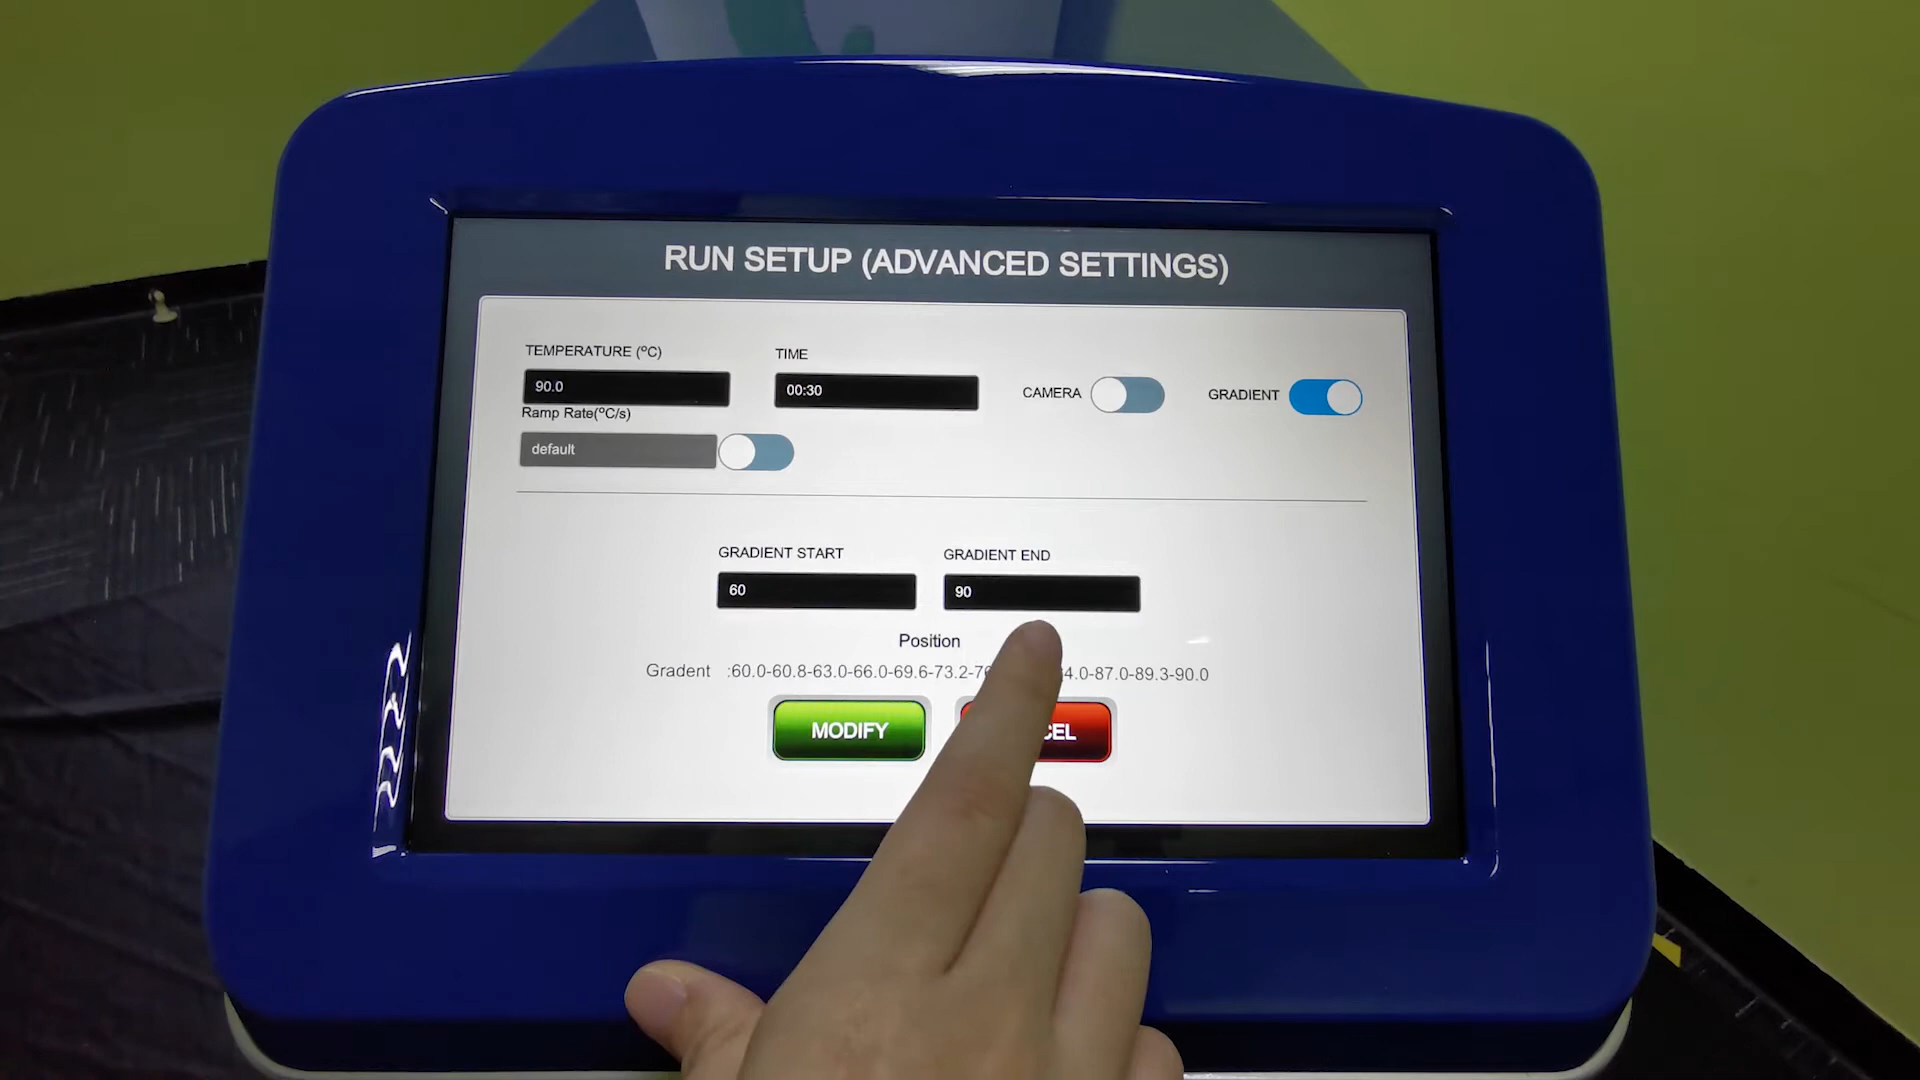 RUN SETUP (ADVANCED SETTINGS)
TEMPERATURE (ºC)
TIME
90.0
00:30
CAMERA
GRADIENT
Ramp Rate(ºC/s)
default
GRADIENT START
GRADIENT END
60
90
Position
Gradent :60.0-60.8-63.0-66.0-69.6-73.2-7 4.0-87.0-89.3-90.0
MODIFY
CEL